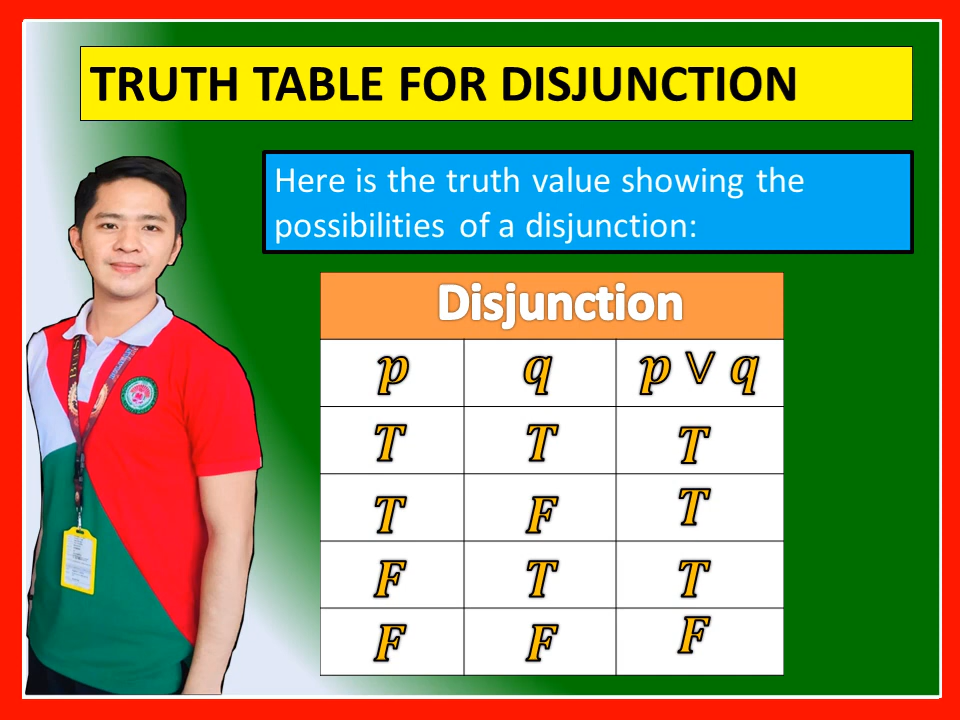 TRUTH TABLE FOR DISJUNCTION
Here is the truth value showing the
possibilities of a disjunction:
Disjunction
p q p ∨ q
T T T
T F T
F T T
F F F